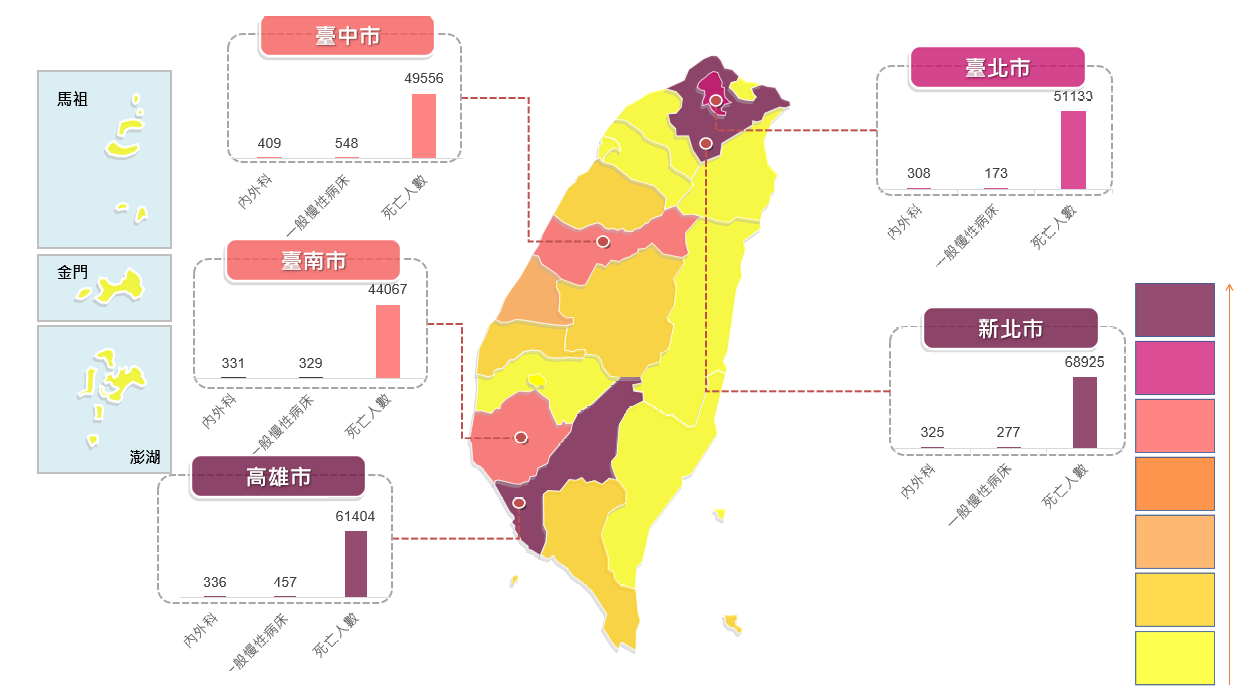 臺中市
49556
409
548
內外科
一般慢性病床
死亡人數
臺北市
51133
308
173
內外科
一般慢性病床
死亡人數
馬祖
金門
澎湖
臺南市
44067
331
329
內外科
一般慢性病床
死亡人數
新北市
68925
325
277
內外科
一般慢性病床
死亡人數
高雄市
61404
336
457
內外科
一般慢性病床
死亡人數